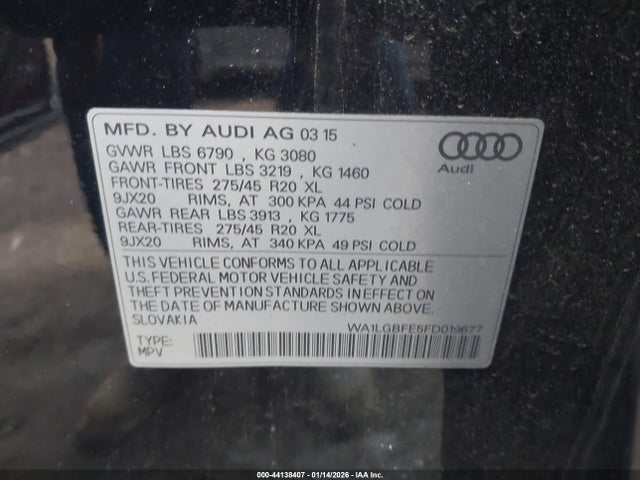 MFD. BY AUDI AG 03 15
GVWR LBS 6790 , KG 3080
GAWR FRONT LBS 3219 , KG 1460
FRONT-TIRES 275/45 R20 XL
9JX20 RIMS, AT 300 KPA 44 PSI COLD
GAWR REAR LBS 3913 , KG 1775
REAR-TIRES 275/45 R20 XL
9JX20 RIMS, AT 340 KPA 49 PSI COLD
Audi
THIS VEHICLE CONFORMS TO ALL APPLICABLE
U.S. FEDERAL MOTOR VEHICLE SAFETY AND
THEFT PREVENTION STANDARDS IN EFFECT ON
THE DATE OF MANUFACTURE SHOWN ABOVE.
SLOVAKIA
WA1LGBFE5FD019677
TYPE:
MPV
000-44138407 - 01/14/2026 - IAA Inc.